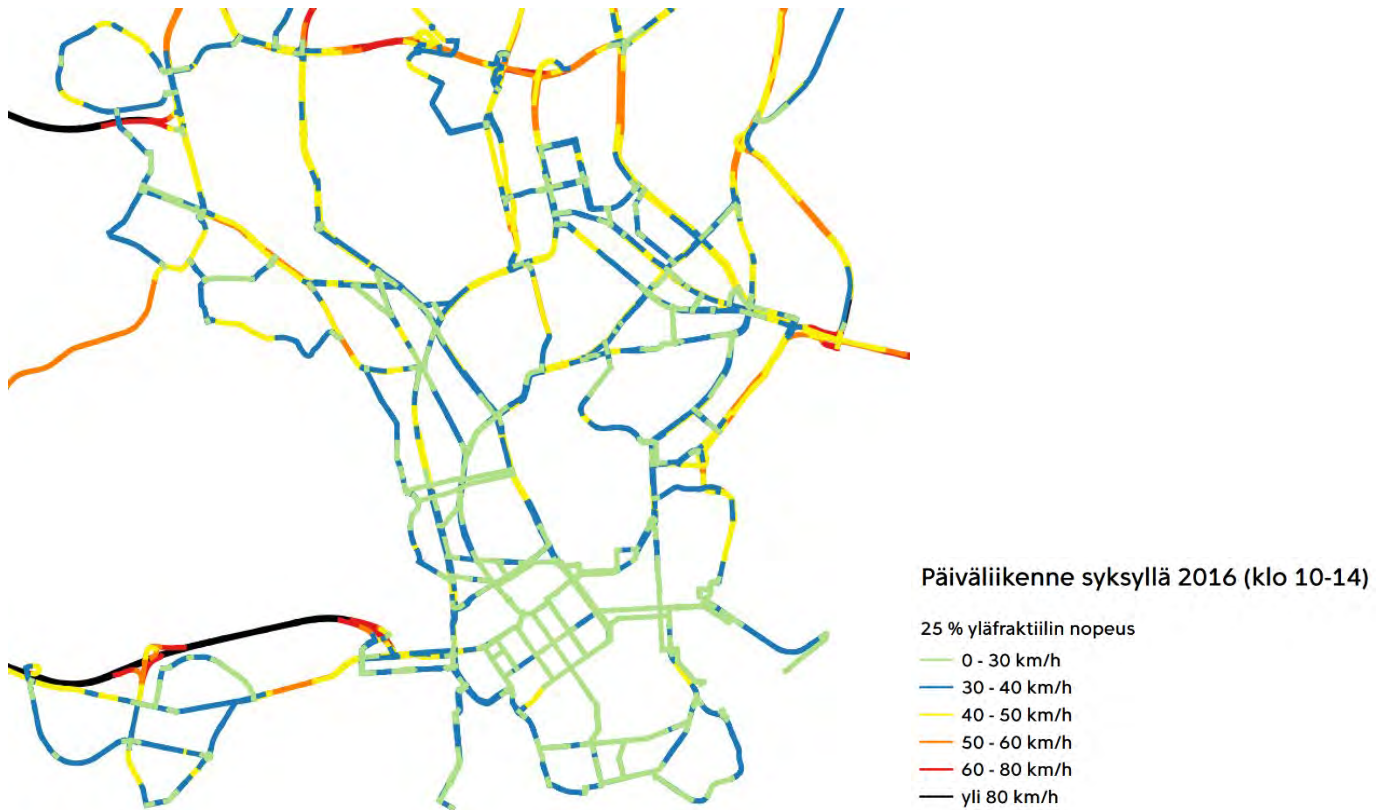 Päiväliikenne syksyllä 2016 (klo 10-14)
25 % yläfraktiilin nopeus
0 - 30 km/h
30 - 40 km/h
40 - 50 km/h
50 - 60 km/h
60 - 80 km/h
yli 80 km/h